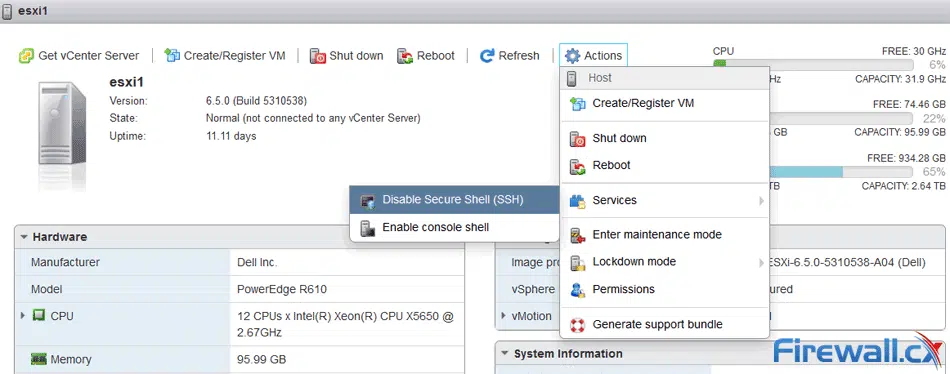 esxi1
Get vCenter Server | Create/Register VM | Shut down Reboot | Refresh | Actions
CPU FREE: 30 GHz
6%
Hz CAPACITY: 31.9 GHz
FREE: 74.46 GB
22%
GB CAPACITY: 95.99 GB
FREE: 934.28 GB
65%
TB CAPACITY: 2.64 TB
esxi1
Version: 6.5.0 (Build 5310538)
State: Normal (not connected to any vCenter Server)
Uptime: 11.11 days
Host
Create/Register VM
Shut down
Reboot
Services
Enter maintenance mode
Lockdown mode
Permissions
Generate support bundle
Disable Secure Shell (SSH)
Enable console shell
Hardware
Manufacturer Dell Inc.
Model PowerEdge R610
CPU 12 CPUs x Intel(R) Xeon(R) CPU X5650 @
2.67GHz
Memory 95.99 GB
Image pro ESXi-6.5.0-5310538-A04 (Dell)
vSphere ured
vMotion
System Information
Firewall.cx